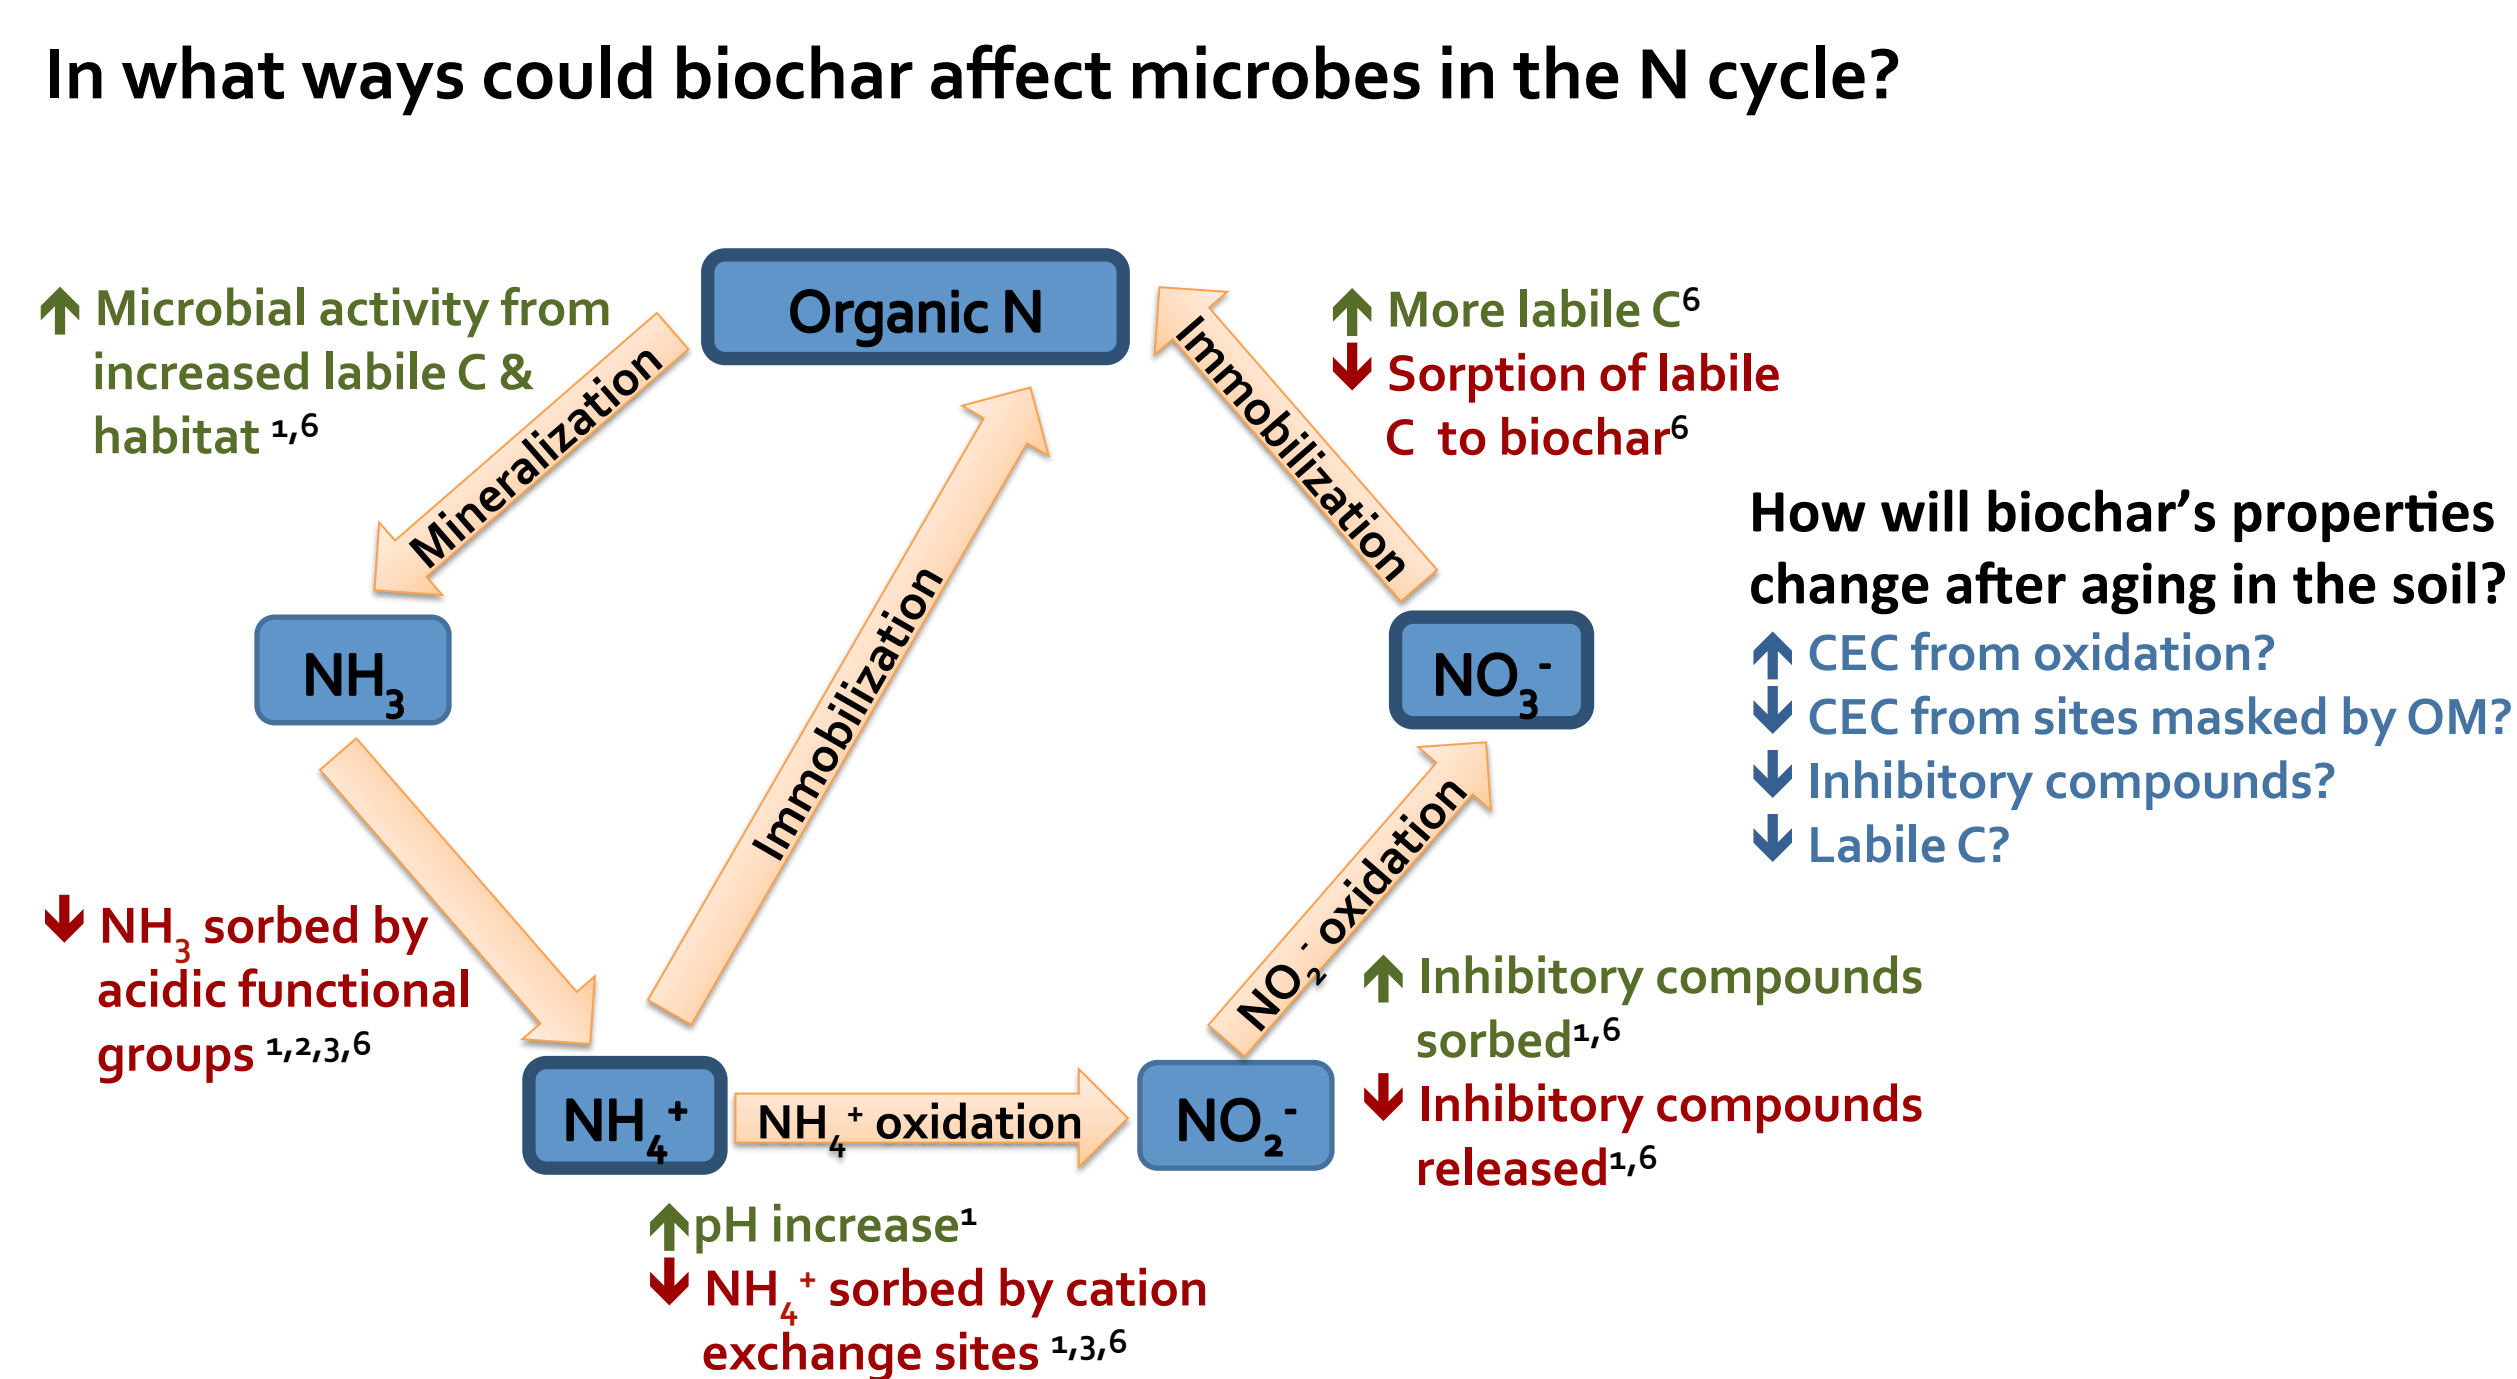 In what ways could biochar affect microbes in the N cycle?
Organic N
↑ Microbial activity from
increased labile C &
habitat ¹,⁶
Mineralization
Immobilization
↑ More labile C⁶
↓ Sorption of labile
C to biochar⁶
How will biochar’s properties
change after aging in the soil?
↑ CEC from oxidation?
↓ CEC from sites masked by OM?
↓ Inhibitory compounds?
↓ Labile C?
NH₃
Immobilization
NO₃⁻
↓ NH₃ sorbed by
acidic functional
groups ¹,²,³,⁶
NO₂⁻ oxidation
↑ Inhibitory compounds
sorbed¹,⁶
↓ Inhibitory compounds
released¹,⁶
NH₄⁺
NH₄⁺ oxidation
NO₂⁻
↑ pH increase¹
↓ NH₄⁺ sorbed by cation
exchange sites ¹,³,⁶